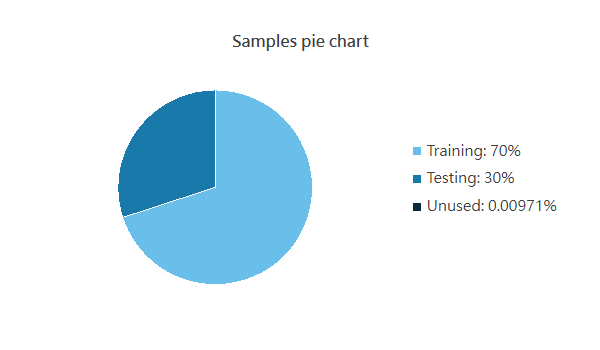 Samples pie chart
Training: 70%
Testing: 30%
Unused: 0.00971%